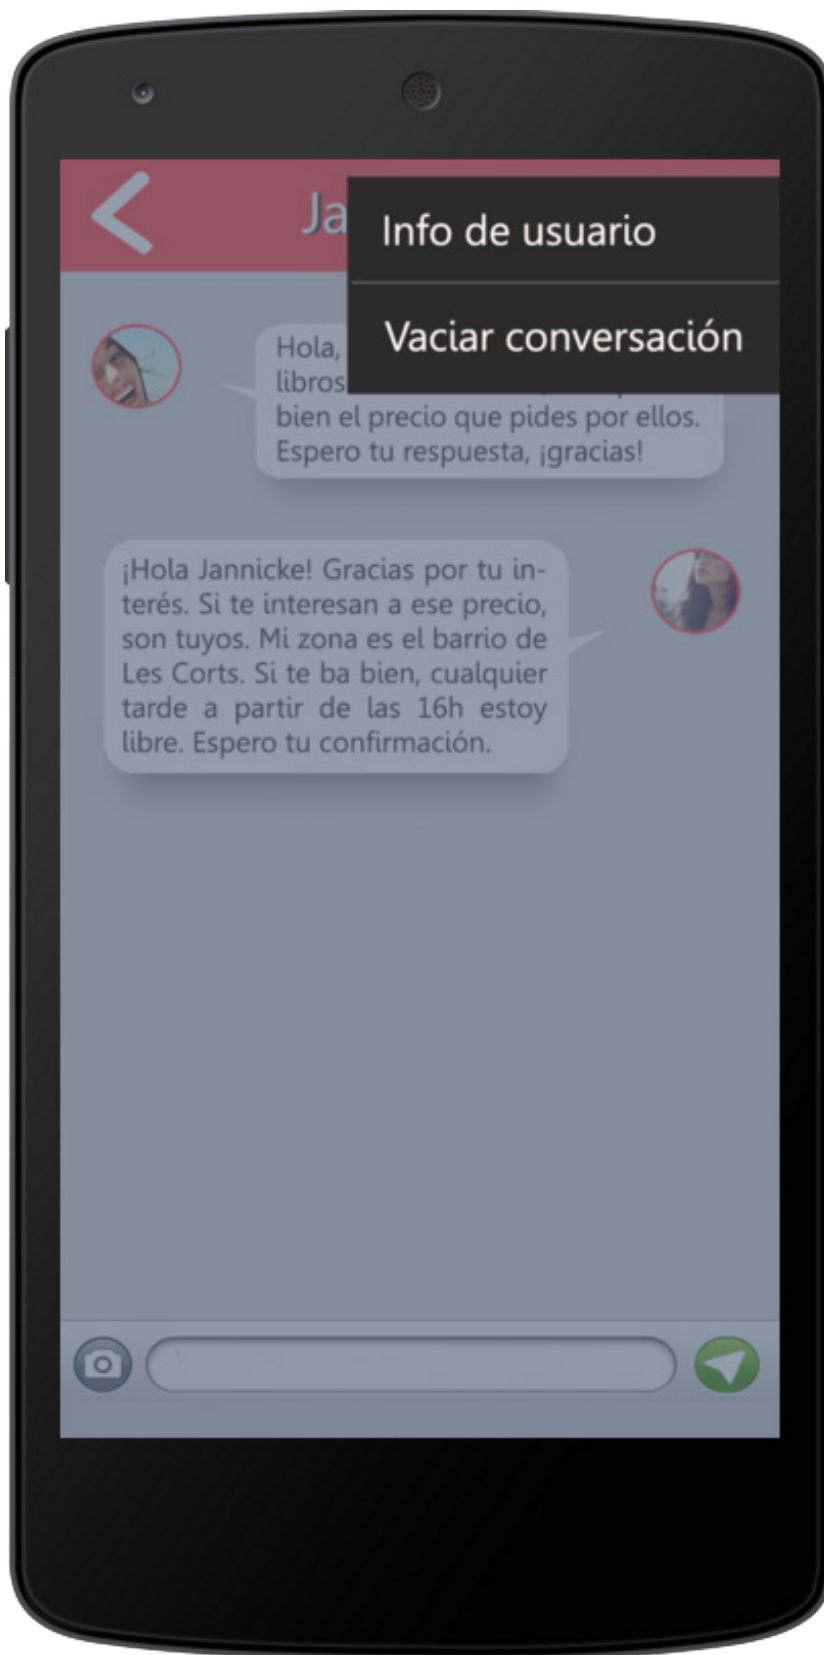 Ja
Info de usuario
Vaciar conversación
Hola,
libros
bien el precio que pides por ellos.
Espero tu respuesta, ¡gracias!
¡Hola Jannicke! Gracias por tu in-
terés. Si te interesan a ese precio,
son tuyos. Mi zona es el barrio de
Les Corts. Si te ba bien, cualquier
tarde a partir de las 16h estoy
libre. Espero tu confirmación.